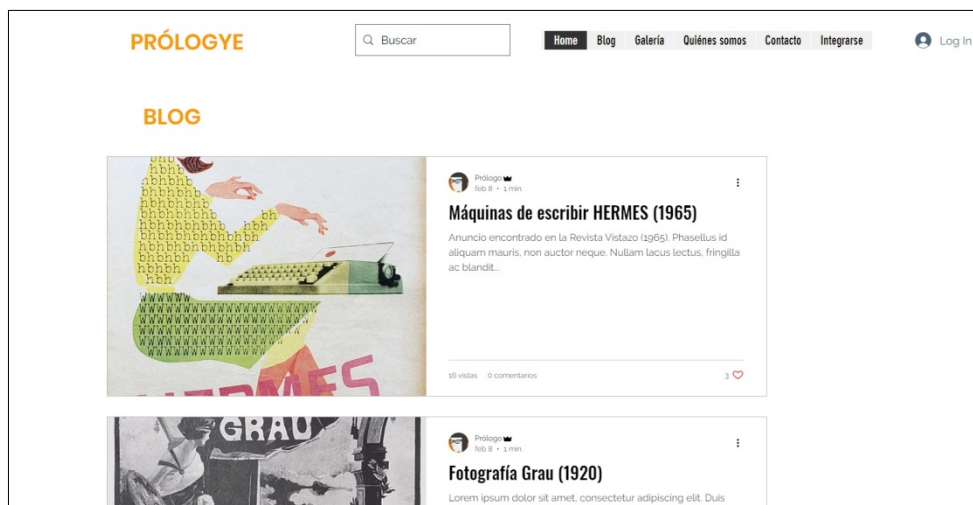 PRÓLOGYE
Buscar
Home Blog Galería Quiénes somos Contacto Integrarse
Log In
BLOG
Prólogo
feb 8 • 1 min
Máquinas de escribir HERMES (1965)
Anuncio encontrado en la Revista Vistazo (1965). Phasellus id
aliquam mauris, non auctor neque. Nullam lacus lectus, fringilla
ac blandit...
16 vistas 0 comentarios
3
HERMES
GRAU
Prólogo
feb 8 • 1 min
Fotografía Grau (1920)
Lorem ipsum dolor sit amet, consectetur adipiscing elit. Duis